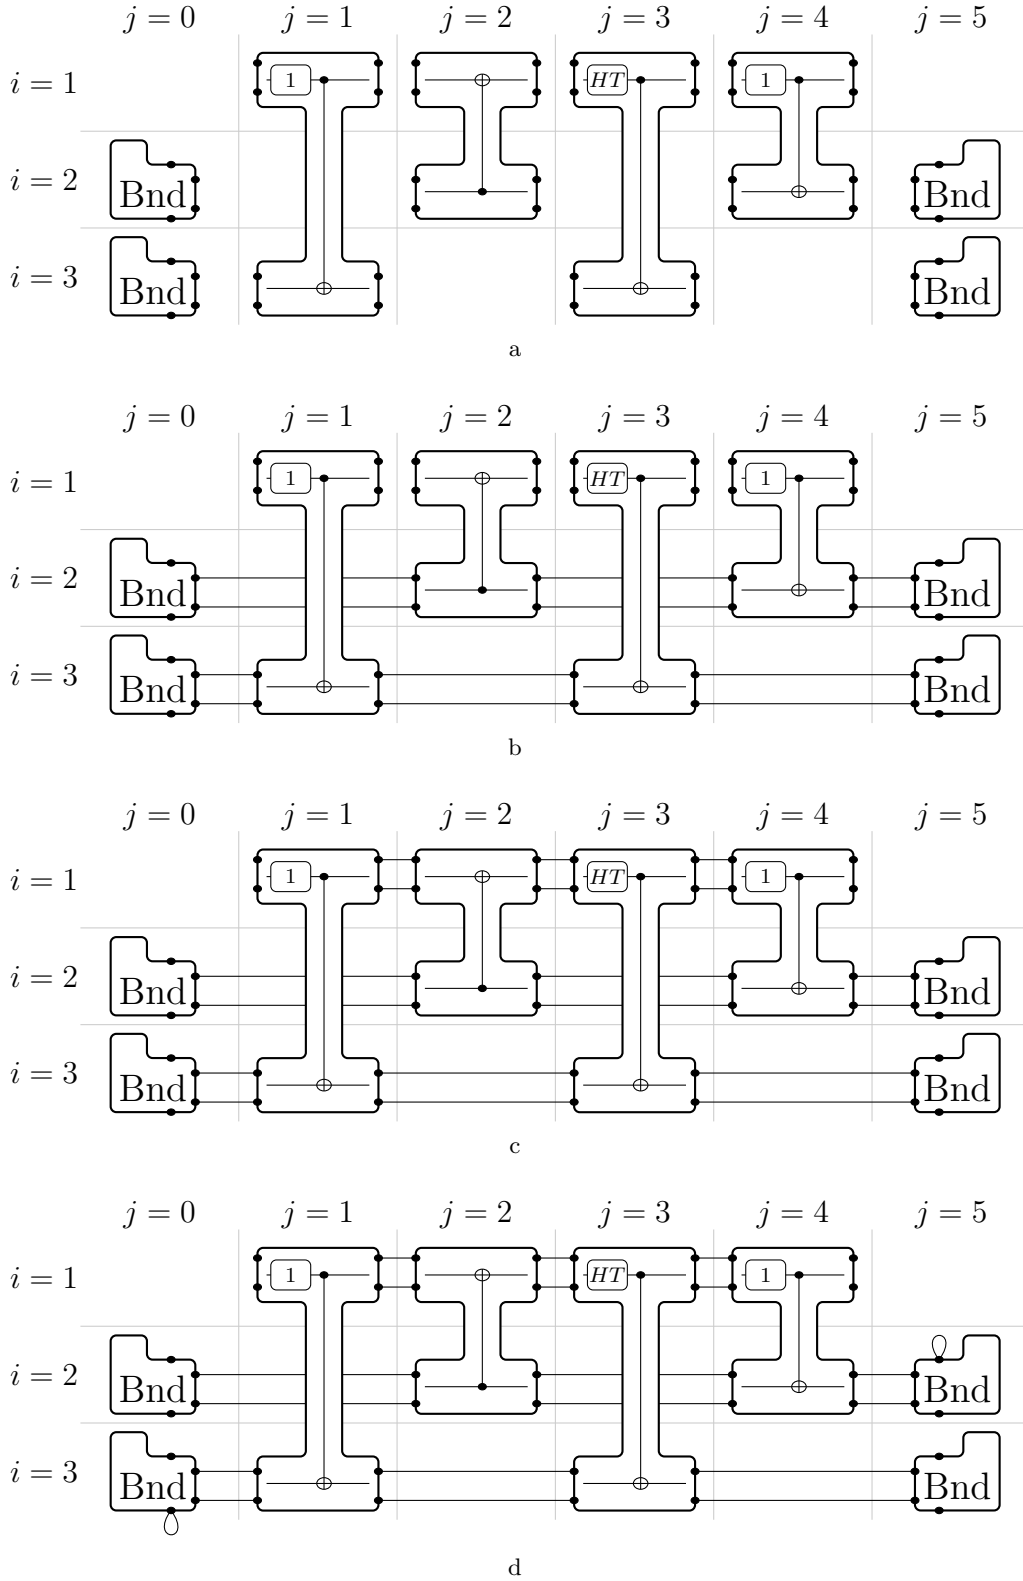 j = 0 j = 1 j = 2 j = 3 j = 4 j = 5
i = 1 1 HT 1
i = 2 Bnd Bnd
i = 3 Bnd Bnd
a
j = 0 j = 1 j = 2 j = 3 j = 4 j = 5
i = 1 1 HT 1
i = 2 Bnd Bnd
i = 3 Bnd Bnd
b
j = 0 j = 1 j = 2 j = 3 j = 4 j = 5
i = 1 1 HT 1
i = 2 Bnd Bnd
i = 3 Bnd Bnd
c
j = 0 j = 1 j = 2 j = 3 j = 4 j = 5
i = 1 1 HT 1
i = 2 Bnd Bnd
i = 3 Bnd Bnd
d